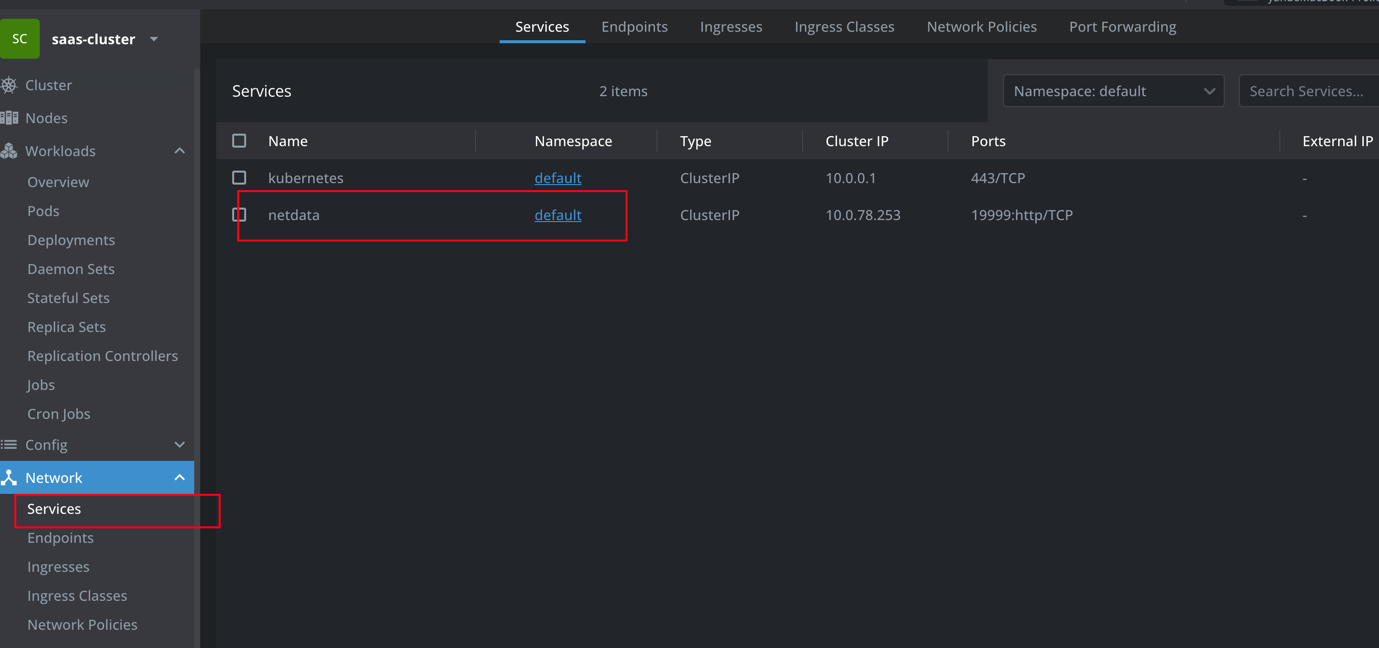 SC saas-cluster
Services Endpoints Ingresses Ingress Classes Network Policies Port Forwarding
Cluster
Nodes
Workloads
Overview
Pods
Deployments
Daemon Sets
Stateful Sets
Replica Sets
Replication Controllers
Jobs
Cron Jobs
Config
Network
Services
Endpoints
Ingresses
Ingress Classes
Network Policies
Services 2 items Namespace: default Search Services...
Name Namespace Type Cluster IP Ports External IP
kubernetes default ClusterIP 10.0.0.1 443/TCP -
netdata default ClusterIP 10.0.78.253 19999:http/TCP -